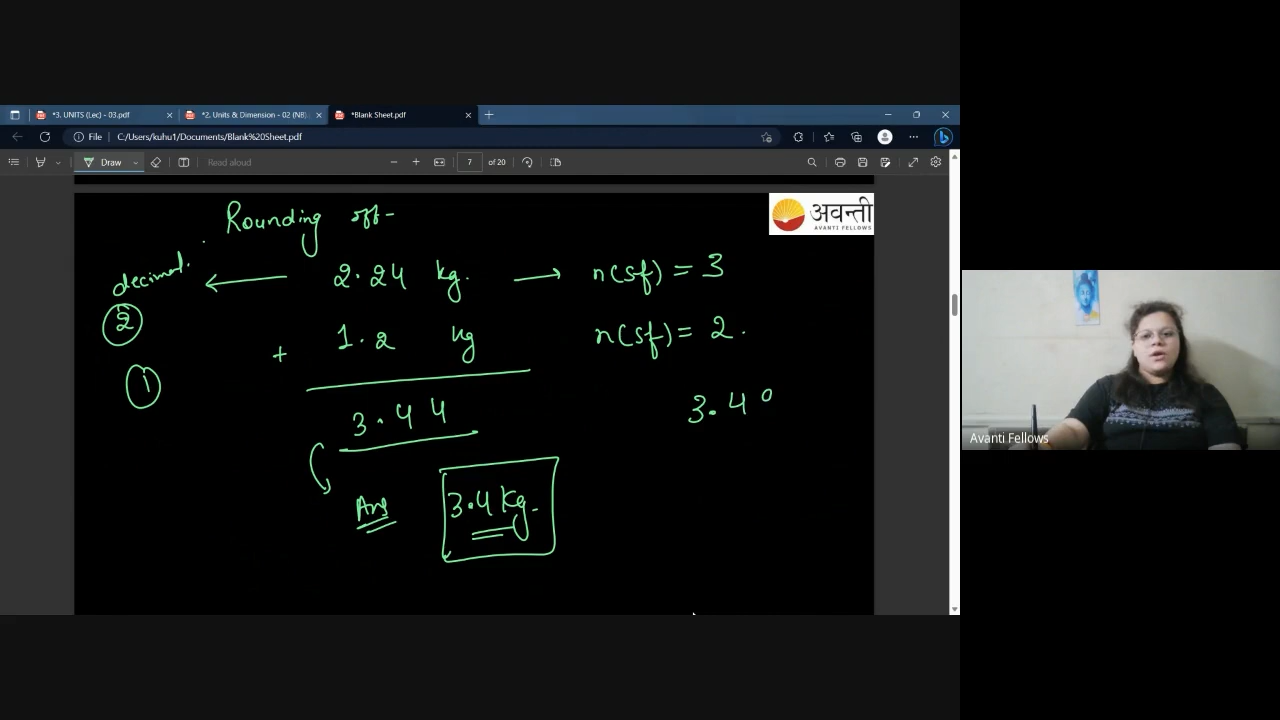 *3. UNITS (Lec) - 03.pdf
*2. Units & Dimension - 02 (NB)
*Blank Sheet.pdf
File
C:/Users/kuhu1/Documents/Blank%20Sheet.pdf
Draw
Read aloud
7 of 20
अवन्ती
AVANTI FELLOWS
Rounding off-
decimal. ← 2.24 kg. → n(sf) = 3
②
+ 1.2 kg n(sf) = 2.
①
3.44
3.4 0
Ans 3.4 Kg.
Avanti Fellows